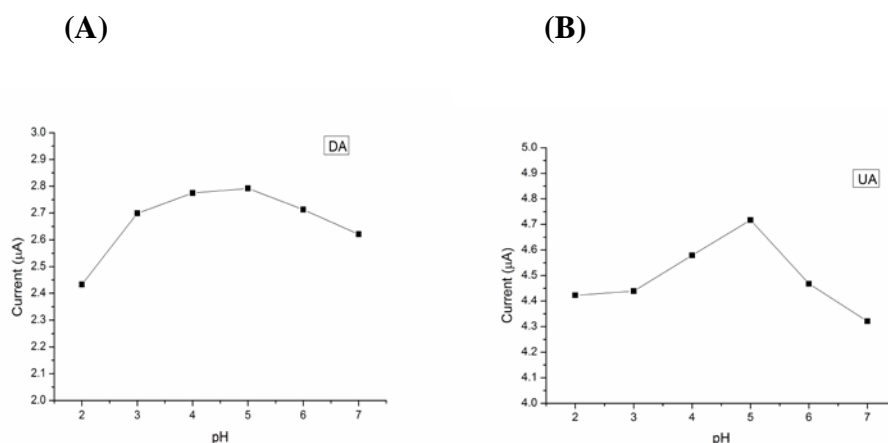 (A)
(B)
DA
3.0
2.9
2.8
2.7
2.6
2.5
2.4
2.3
2.2
2.1
2.0
Current (µA)
2 3 4 5 6 7
pH
UA
5.0
4.9
4.8
4.7
4.6
4.5
4.4
4.3
4.2
4.1
4.0
Current (µA)
2 3 4 5 6 7
pH